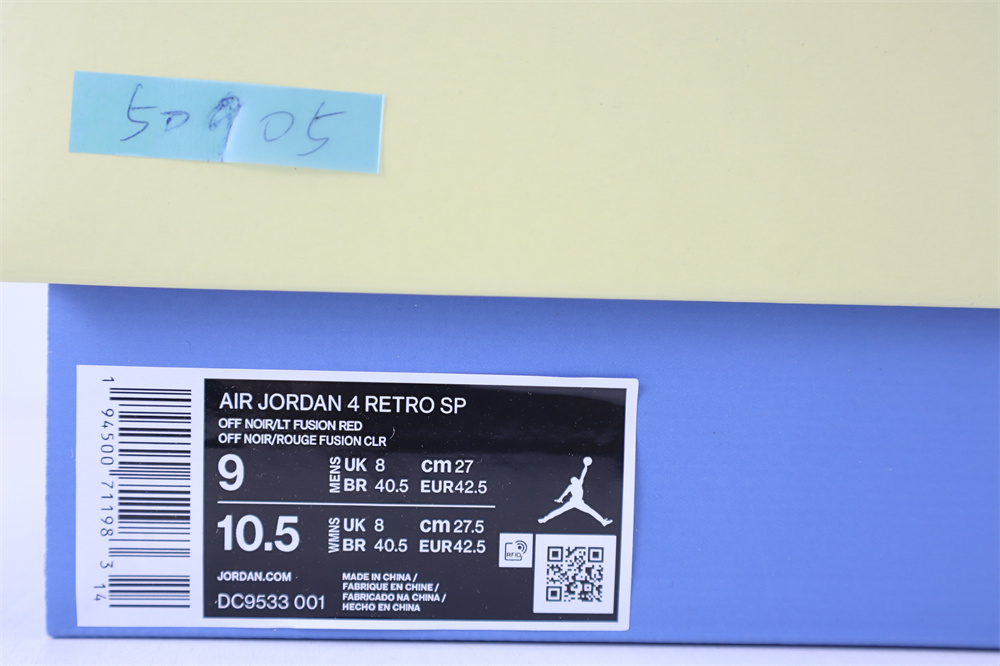 50905
AIR JORDAN 4 RETRO SP
OFF NOIR/LT FUSION RED
OFF NOIR/ROUGE FUSION CLR
9 MENS UK 8 cm 27
BR 40.5 EUR 42.5
10.5 WMNS UK 8 cm 27.5
BR 40.5 EUR 42.5
RFID
JORDAN.COM
DC9533 001
MADE IN CHINA /
FABRIQUE EN CHINE /
FABRICADO NA CHINA /
HECHO EN CHINA
1 94500 71198 3 14